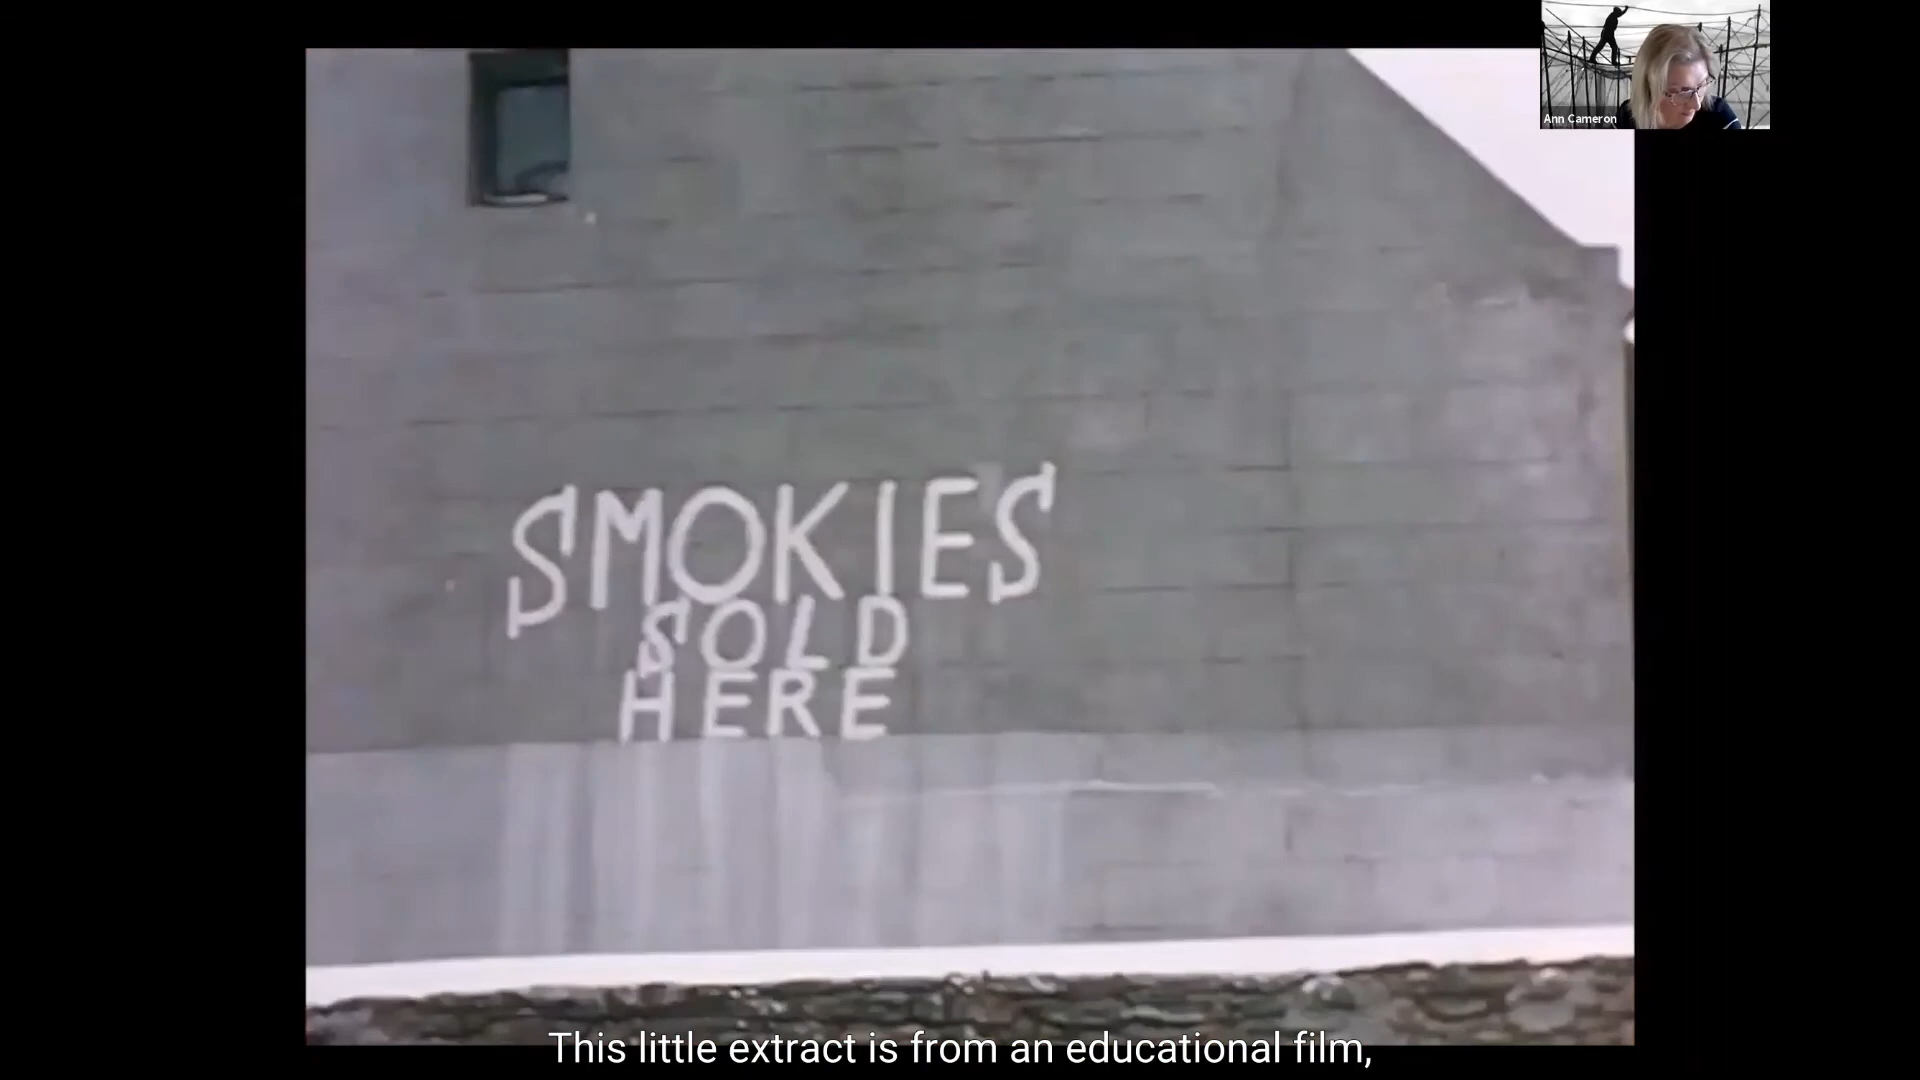 Ann Cameron
SMOKIES
SOLD
HERE
This little extract is from an educational film,